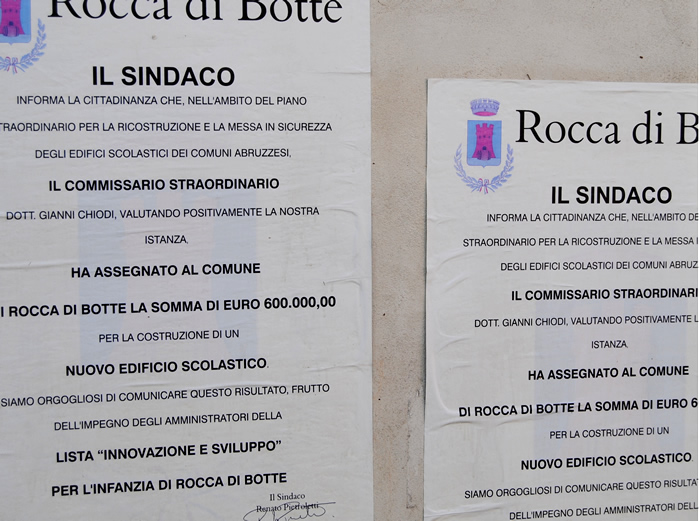 Rocca di Botte
IL SINDACO
INFORMA LA CITTADINANZA CHE, NELL'AMBITO DEL PIANO
TRAORDINARIO PER LA RICOSTRUZIONE E LA MESSA IN SICUREZZA
DEGLI EDIFICI SCOLASTICI DEI COMUNI ABRUZZESI,
IL COMMISSARIO STRAORDINARIO
DOTT. GIANNI CHIODI, VALUTANDO POSITIVAMENTE LA NOSTRA
ISTANZA,
HA ASSEGNATO AL COMUNE
I ROCCA DI BOTTE LA SOMMA DI EURO 600.000,00
PER LA COSTRUZIONE DI UN
NUOVO EDIFICIO SCOLASTICO.
SIAMO ORGOGLIOSI DI COMUNICARE QUESTO RISULTATO, FRUTTO
DELL'IMPEGNO DEGLI AMMINISTRATORI DELLA
LISTA “INNOVAZIONE E SVILUPPO”
PER L'INFANZIA DI ROCCA DI BOTTE
Il Sindaco
Renato Pietroletti
Rocca di B
IL SINDACO
INFORMA LA CITTADINANZA CHE, NELL'AMBITO DE
STRAORDINARIO PER LA RICOSTRUZIONE E LA MESSA IN
DEGLI EDIFICI SCOLASTICI DEI COMUNI ABRUZZ
IL COMMISSARIO STRAORDINARI
DOTT. GIANNI CHIODI, VALUTANDO POSITIVAMENTE L
ISTANZA,
HA ASSEGNATO AL COMUNE
DI ROCCA DI BOTTE LA SOMMA DI EURO 6
PER LA COSTRUZIONE DI UN
NUOVO EDIFICIO SCOLASTICO.
SIAMO ORGOGLIOSI DI COMUNICARE QUESTO RISULTA
DELL'IMPEGNO DEGLI AMMINISTRATORI DEL